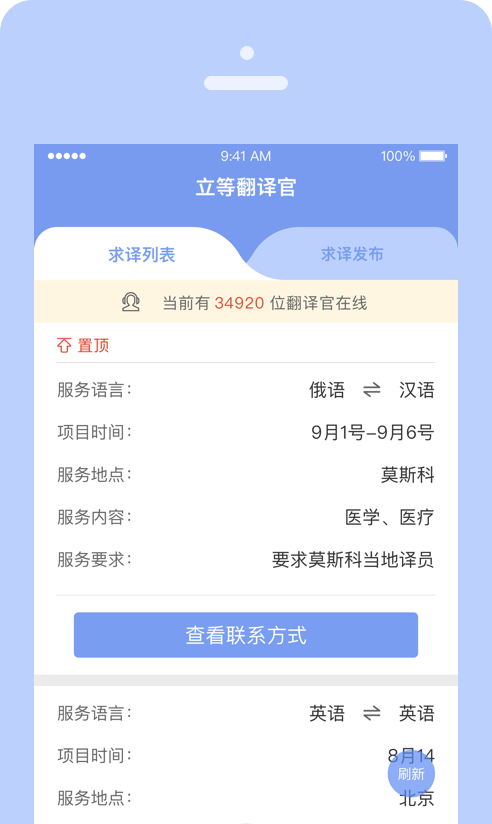 9:41 AM 100%
立等翻译官
求译列表 求译发布
当前有 34920 位翻译官在线
置顶
服务语言： 俄语 汉语
项目时间： 9月1号-9月6号
服务地点： 莫斯科
服务内容： 医学、医疗
服务要求： 要求莫斯科当地译员
查看联系方式
服务语言： 英语 英语
项目时间： 8月14
刷新
服务地点： 北京